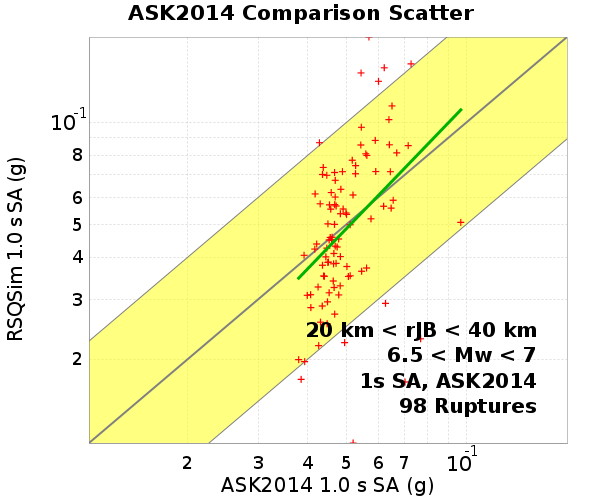 ASK2014 Comparison Scatter
RSQSim 1.0 s SA (g)
10⁻¹
8
6
5
4
3
2
20 km < rJB < 40 km
6.5 < Mw < 7
1s SA, ASK2014
98 Ruptures
2 3 4 5 6 7 10⁻¹
ASK2014 1.0 s SA (g)